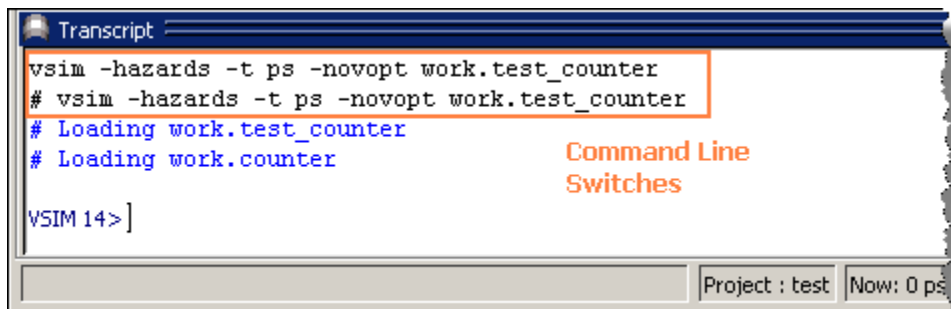 Transcript
vsim -hazards -t ps -novopt work.test_counter
# vsim -hazards -t ps -novopt work.test_counter
# Loading work.test_counter
# Loading work.counter
Command Line
Switches
VSIM 14>
Project : test Now: 0 ps